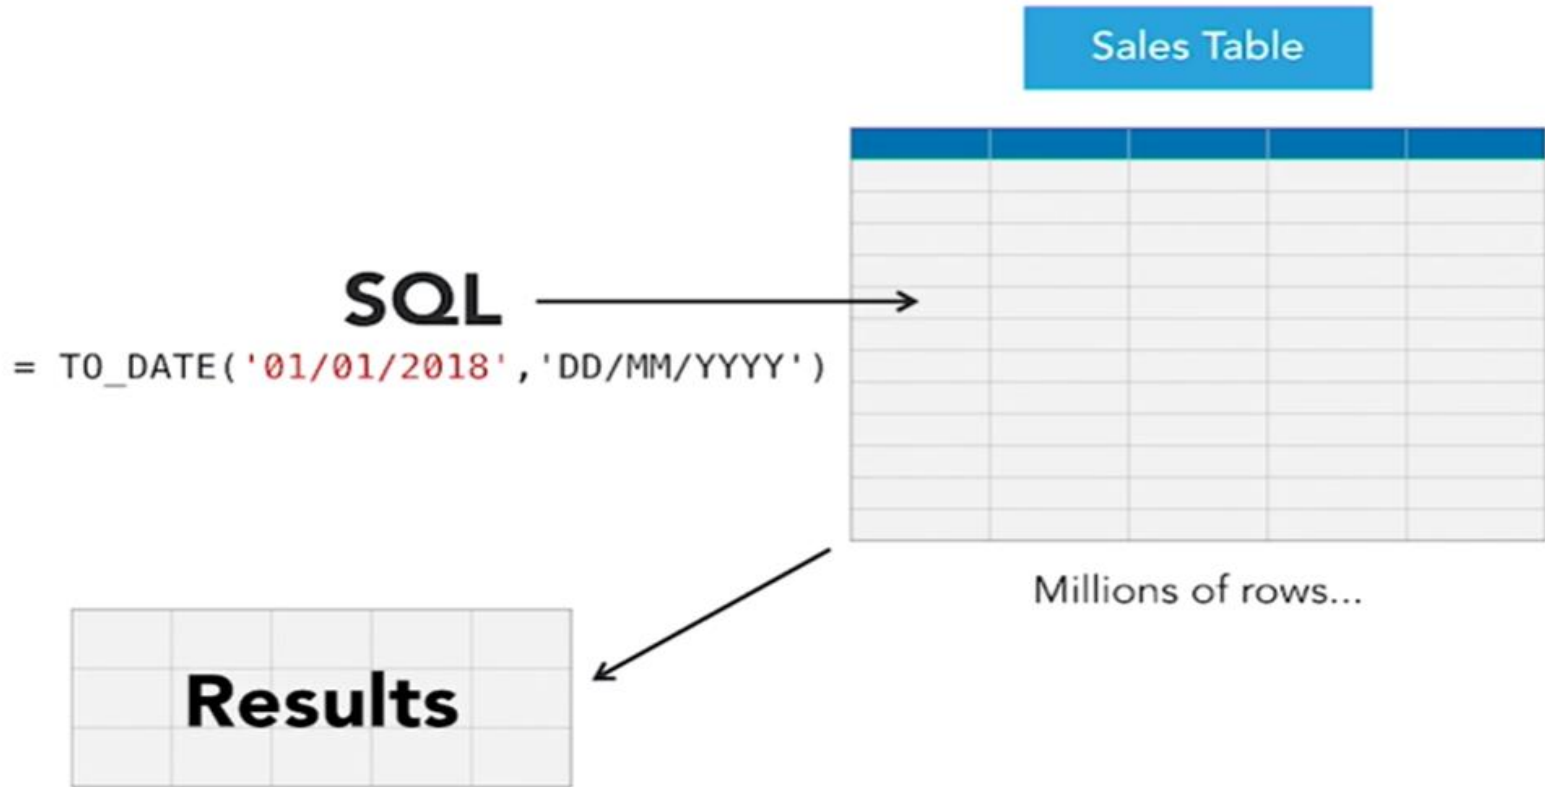 Sales Table
SQL
= TO_DATE('01/01/2018','DD/MM/YYYY')
Millions of rows...
Results